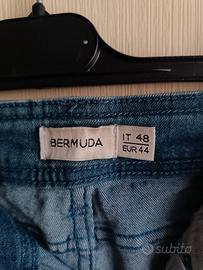 BERMUDA
IT 48
EUR 44
subito